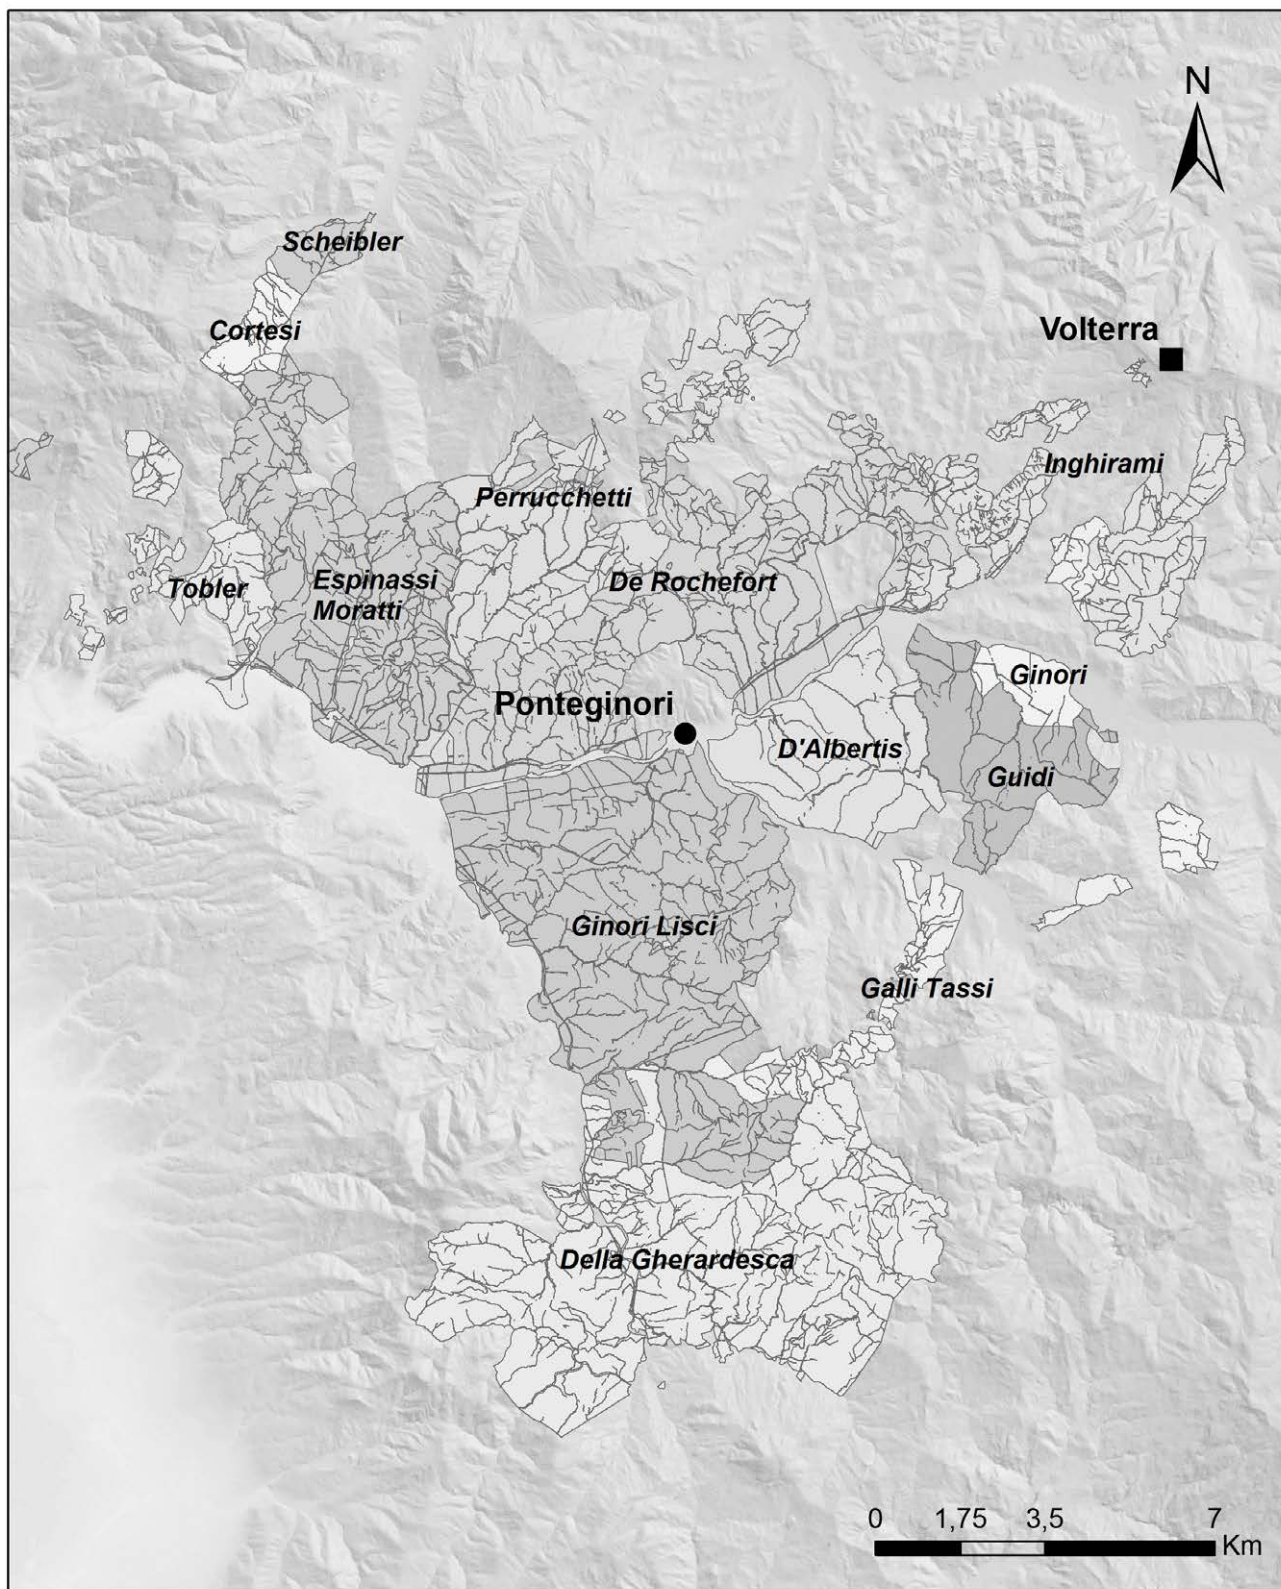 N
Scheibler
Cortesi
Volterra
Inghirami
Perrucchetti
Tobler
Espinassi
Moratti
De Rochefort
Ginori
Ponteginori
D'Albertis
Guidi
Ginori Lisci
Galli Tassi
Della Gherardesca
0 1,75 3,5 7
Km